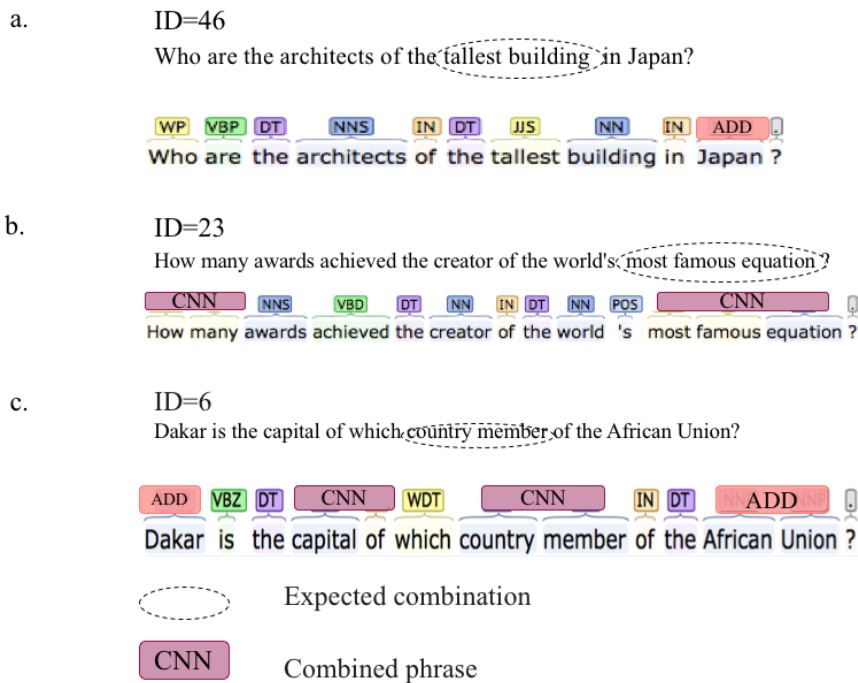 a.
ID=46
Who are the architects of the tallest building in Japan?
WP VBP DT NNS IN DT JJS NN IN ADD .
Who are the architects of the tallest building in Japan ?
b.
ID=23
How many awards achieved the creator of the world's most famous equation?
CNN NNS VBD DT NN IN DT NN POS CNN .
How many awards achieved the creator of the world 's most famous equation ?
c.
ID=6
Dakar is the capital of which country member of the African Union?
ADD VBZ DT CNN WDT CNN IN DT ADD .
Dakar is the capital of which country member of the African Union ?
Expected combination
CNN Combined phrase